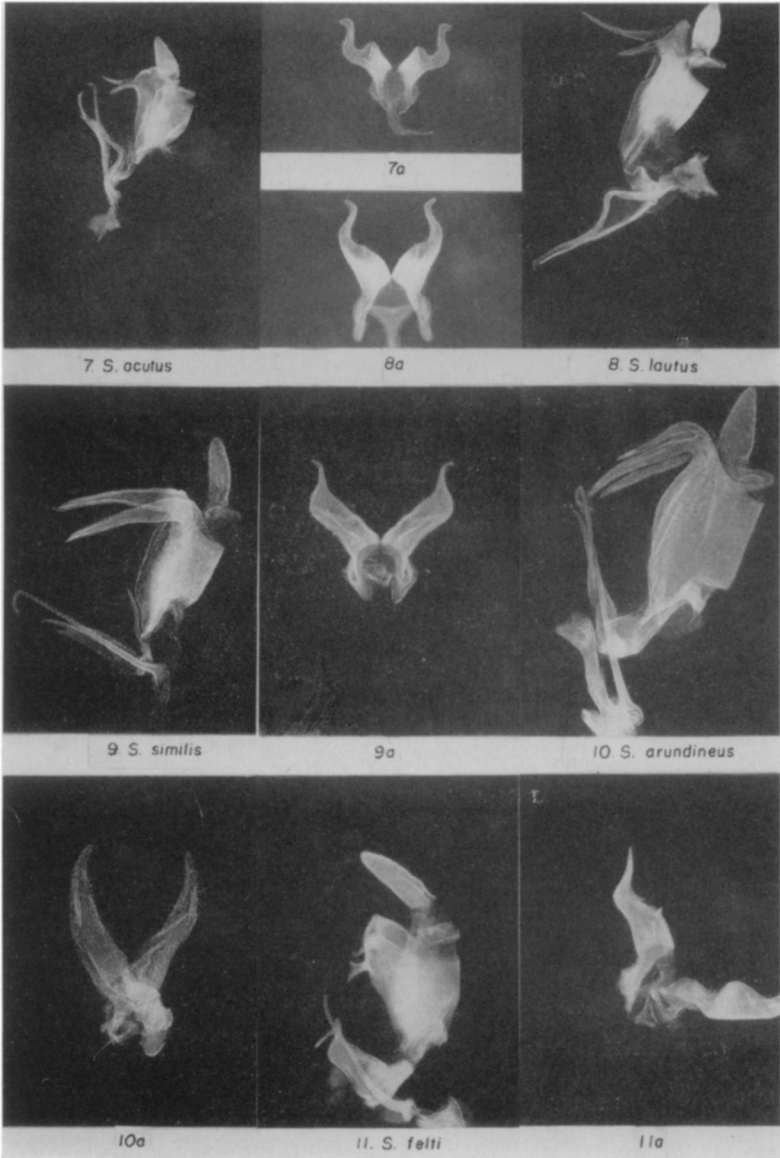 7a
7. S. acutus
8a
8. S. lautus
9. S. similis
9a
10. S. arundineus
10a
11. S. felti
11a